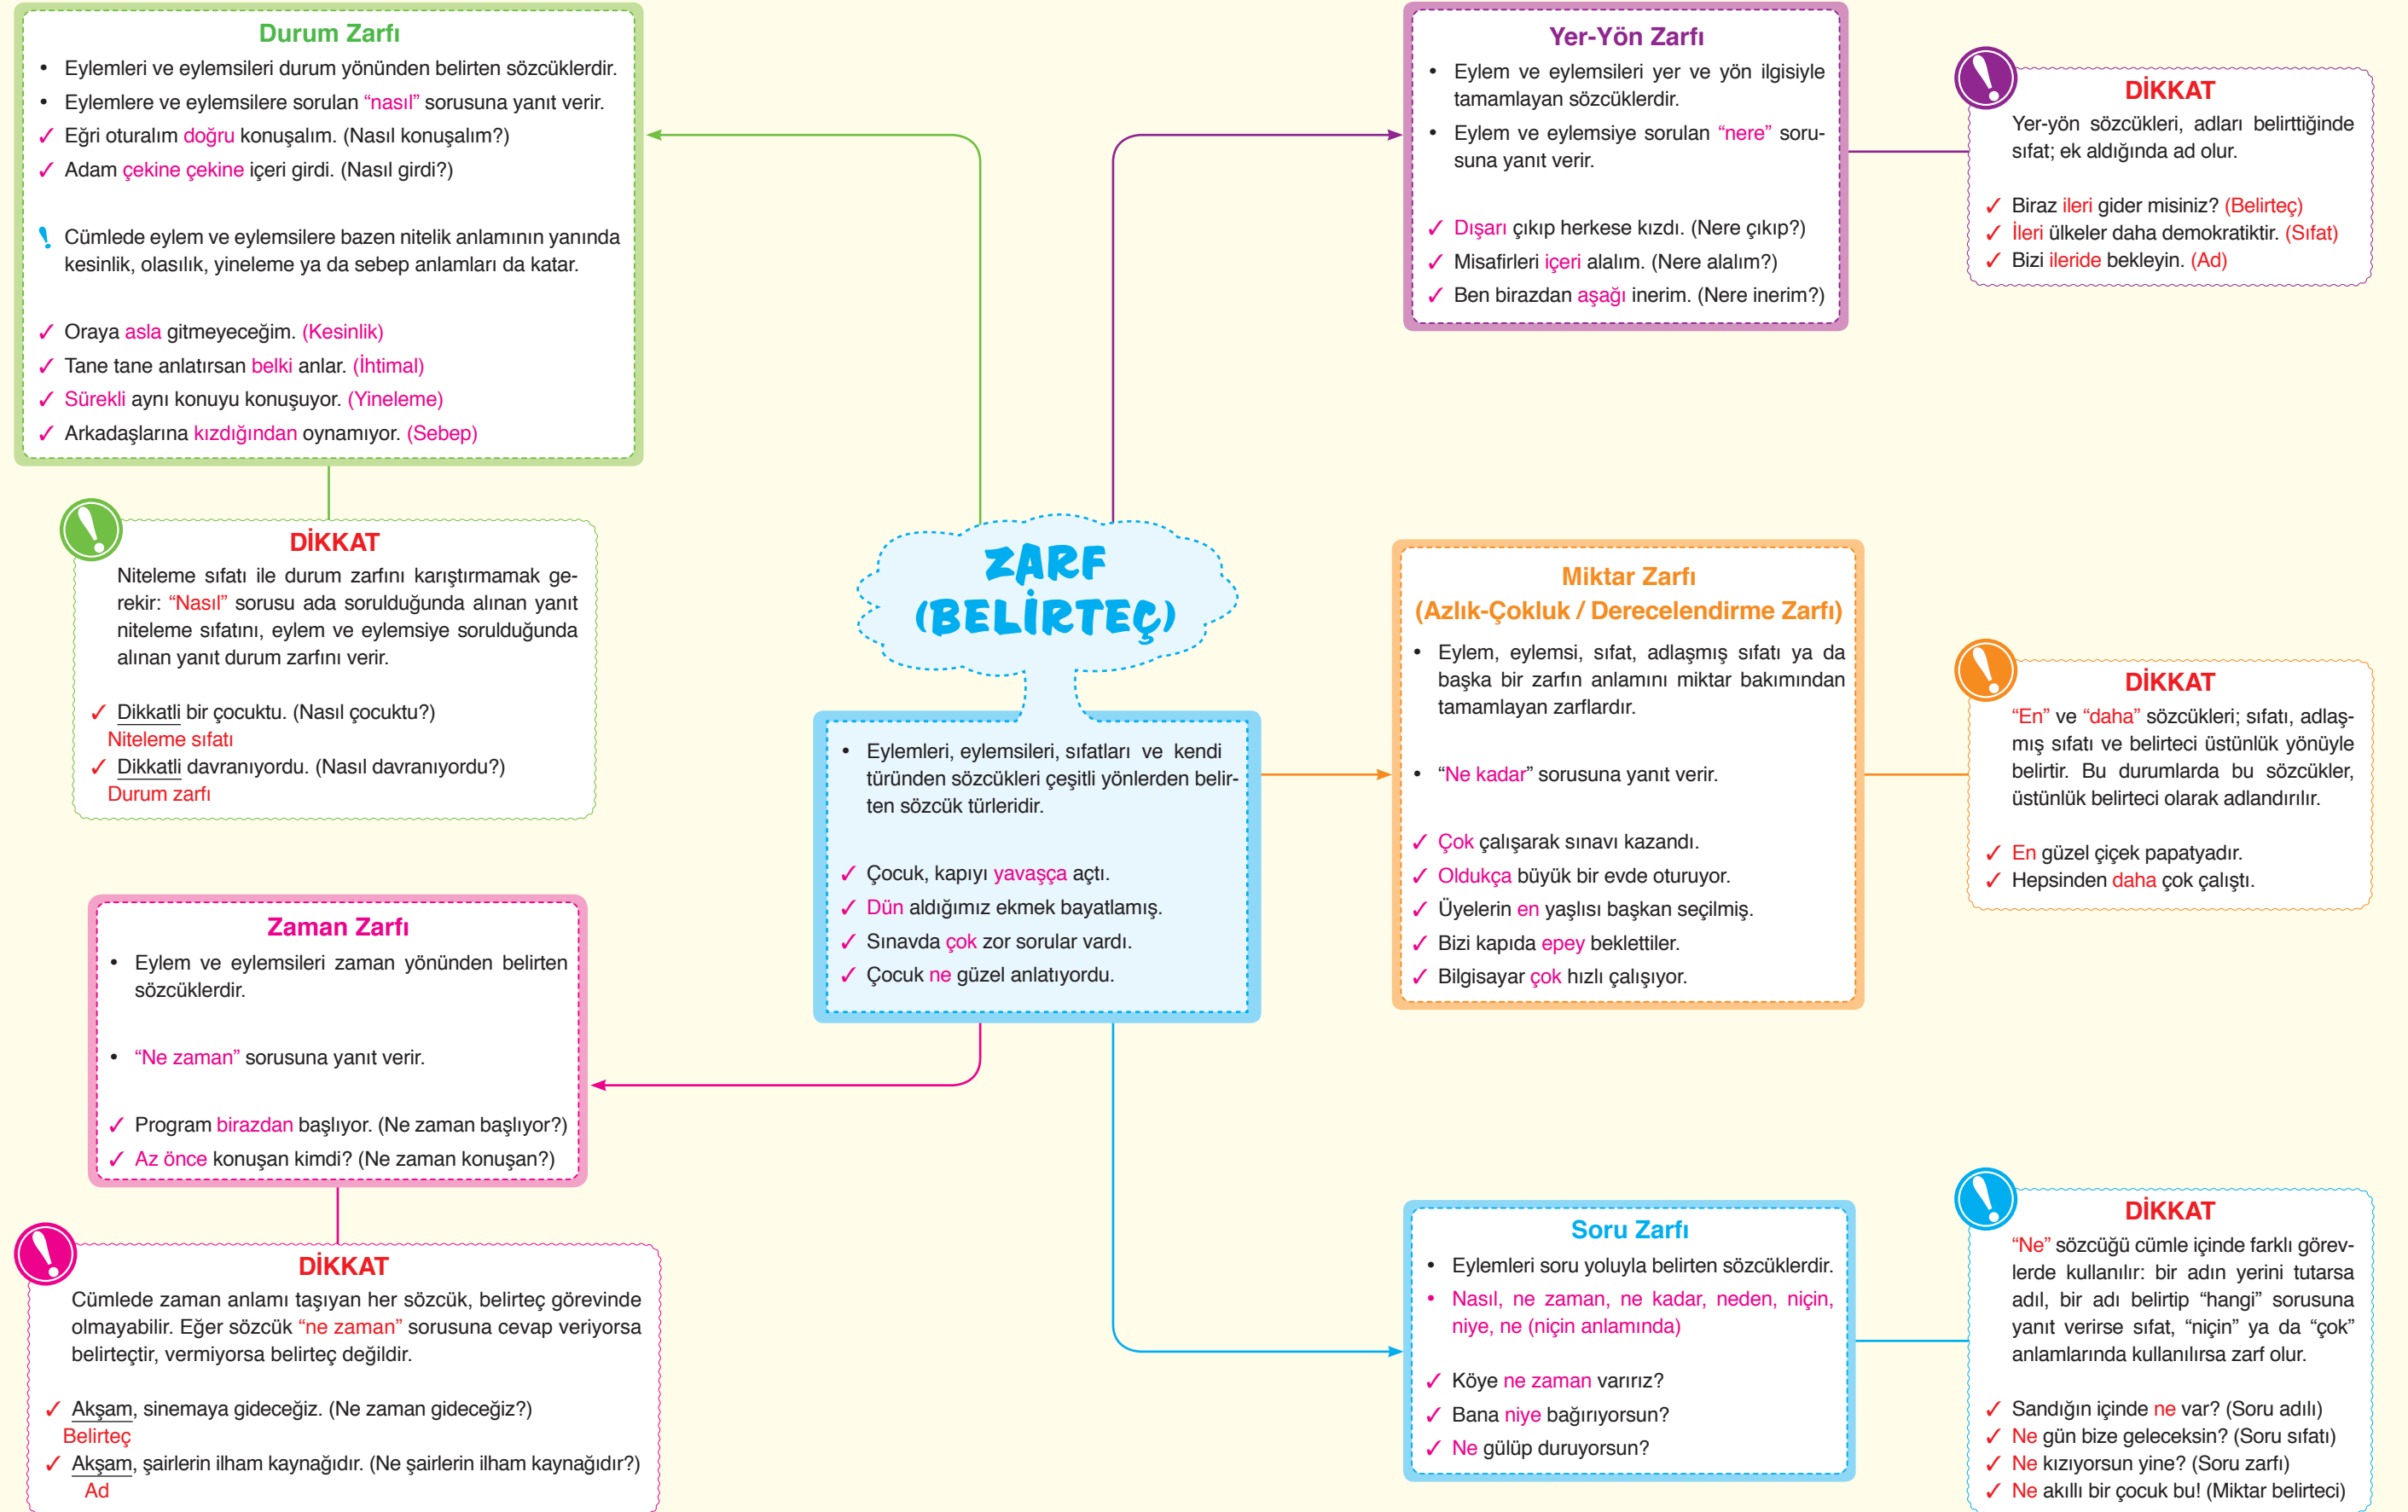 ZARF
(BELİRTEÇ)
• Eylemleri, eylemsileri, sıfatları ve kendi
türünden sözcükleri çeşitli yönlerden belir-
ten sözcük türleridir.
✓ Çocuk, kapıyı yavaşça açtı.
✓ Dün aldığımız ekmek bayatlamış.
✓ Sınavda çok zor sorular vardı.
✓ Çocuk ne güzel anlatıyordu.
Durum Zarfı
• Eylemleri ve eylemsileri durum yönünden belirten sözcüklerdir.
• Eylemlere ve eylemsilere sorulan “nasıl” sorusuna yanıt verir.
✓ Eğri oturalım doğru konuşalım. (Nasıl konuşalım?)
✓ Adam çekine çekine içeri girdi. (Nasıl girdi?)
! Cümlede eylem ve eylemsilere bazen nitelik anlamının yanında
kesinlik, olasılık, yineleme ya da sebep anlamları da katar.
✓ Oraya asla gitmeyeceğim. (Kesinlik)
✓ Tane tane anlatırsan belki anlar. (İhtimal)
✓ Sürekli aynı konuyu konuşuyor. (Yineleme)
✓ Arkadaşlarına kızdığından oynamıyor. (Sebep)
DİKKAT
Niteleme sıfatı ile durum zarfını karıştırmamak ge-
rekir: “Nasıl” sorusu ada sorulduğunda alınan yanıt
niteleme sıfatını, eylem ve eylemsiye sorulduğunda
alınan yanıt durum zarfını verir.
✓ Dikkatli bir çocuktu. (Nasıl çocuktu?)
Niteleme sıfatı
✓ Dikkatli davranıyordu. (Nasıl davranıyordu?)
Durum zarfı
Zaman Zarfı
• Eylem ve eylemsileri zaman yönünden belirten
sözcüklerdir.
• “Ne zaman” sorusuna yanıt verir.
✓ Program birazdan başlıyor. (Ne zaman başlıyor?)
✓ Az önce konuşan kimdi? (Ne zaman konuşan?)
DİKKAT
Cümlede zaman anlamı taşıyan her sözcük, belirteç görevinde
olmayabilir. Eğer sözcük “ne zaman” sorusuna cevap veriyorsa
belirteçtir, vermiyorsa belirteç değildir.
✓ Akşam, sinemaya gideceğiz. (Ne zaman gideceğiz?)
Belirteç
✓ Akşam, şairlerin ilham kaynağıdır. (Ne şairlerin ilham kaynağıdır?)
Ad
Yer-Yön Zarfı
• Eylem ve eylemsileri yer ve yön ilgisiyle
tamamlayan sözcüklerdir.
• Eylem ve eylemsiye sorulan “nere” soru-
suna yanıt verir.
✓ Dışarı çıkıp herkese kızdı. (Nere çıkıp?)
✓ Misafirleri içeri alalım. (Nere alalım?)
✓ Ben birazdan aşağı inerim. (Nere inerim?)
DİKKAT
Yer-yön sözcükleri, adları belirttiğinde
sıfat; ek aldığında ad olur.
✓ Biraz ileri gider misiniz? (Belirteç)
✓ İleri ülkeler daha demokratiktir. (Sıfat)
✓ Bizi ileride bekleyin. (Ad)
Miktar Zarfı
(Azlık-Çokluk / Derecelendirme Zarfı)
• Eylem, eylemsi, sıfat, adlaşmış sıfatı ya da
başka bir zarfın anlamını miktar bakımından
tamamlayan zarflardır.
• “Ne kadar” sorusuna yanıt verir.
✓ Çok çalışarak sınavı kazandı.
✓ Oldukça büyük bir evde oturuyor.
✓ Üyelerin en yaşlısı başkan seçilmiş.
✓ Bizi kapıda epey beklettiler.
✓ Bilgisayar çok hızlı çalışıyor.
DİKKAT
“En” ve “daha” sözcükleri; sıfatı, adlaş-
mış sıfatı ve belirteci üstünlük yönüyle
belirtir. Bu durumlarda bu sözcükler,
üstünlük belirteci olarak adlandırılır.
✓ En güzel çiçek papatyadır.
✓ Hepsinden daha çok çalıştı.
Soru Zarfı
• Eylemleri soru yoluyla belirten sözcüklerdir.
• Nasıl, ne zaman, ne kadar, neden, niçin,
niye, ne (niçin anlamında)
✓ Köye ne zaman varırız?
✓ Bana niye bağırıyorsun?
✓ Ne gülüp duruyorsun?
DİKKAT
“Ne” sözcüğü cümle içinde farklı görev-
lerde kullanılır: bir adın yerini tutarsa
adıl, bir adı belirtip “hangi” sorusuna
yanıt verirse sıfat, “niçin” ya da “çok”
anlamlarında kullanılırsa zarf olur.
✓ Sandığın içinde ne var? (Soru adılı)
✓ Ne gün bize geleceksin? (Soru sıfatı)
✓ Ne kızıyorsun yine? (Soru zarfı)
✓ Ne akıllı bir çocuk bu! (Miktar belirteci)